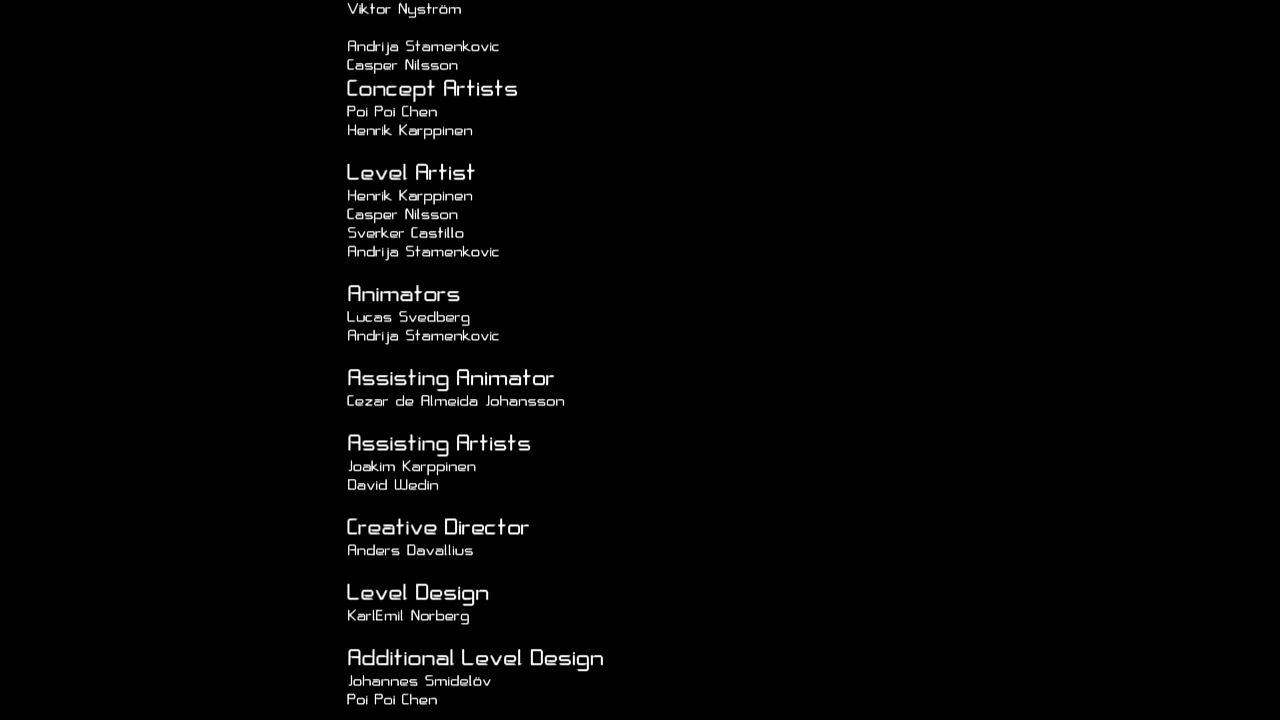 Viktor Nyström
Andrija Stamenkovic
Casper Nilsson
Concept Artists
Poi Poi Chen
Henrik Karppinen
Level Artist
Henrik Karppinen
Casper Nilsson
Sverker Castillo
Andrija Stamenkovic
Animators
Lucas Svedberg
Andrija Stamenkovic
Assisting Animator
Cezar de Almeida Johansson
Assisting Artists
Joakim Karppinen
David Wedin
Creative Director
Anders Davallius
Level Design
KarlEmil Norberg
Additional Level Design
Johannes Smidelöv
Poi Poi Chen